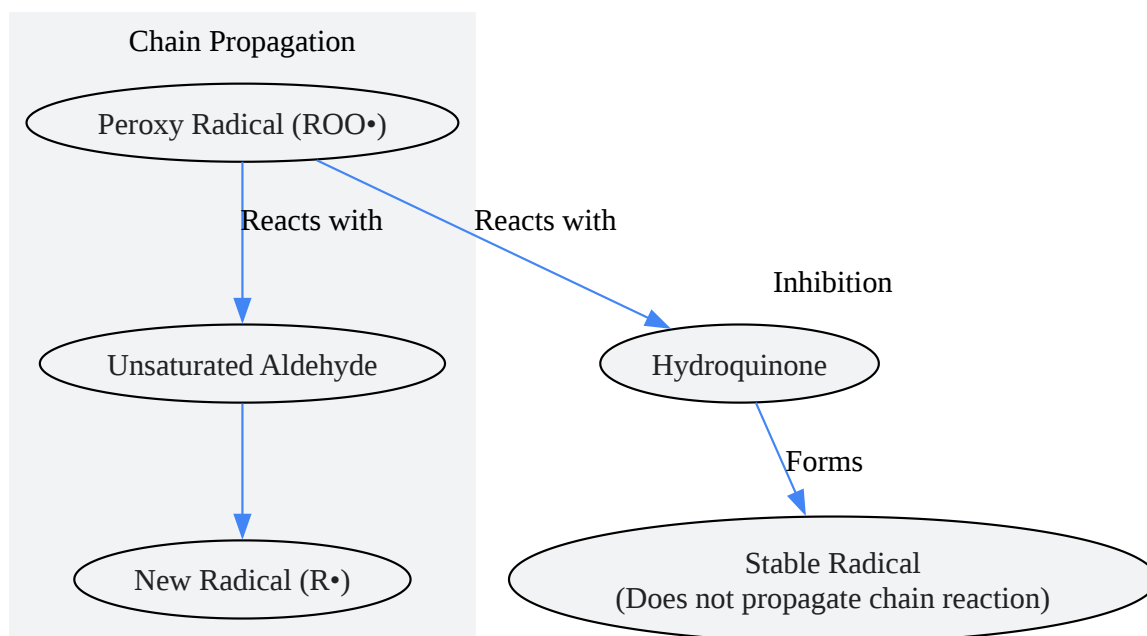 Chain Propagation
Peroxy Radical (ROO•)
Reacts with
Reacts with
Inhibition
Unsaturated Aldehyde
Hydroquinone
Forms
New Radical (R•)
Stable Radical
(Does not propagate chain reaction)